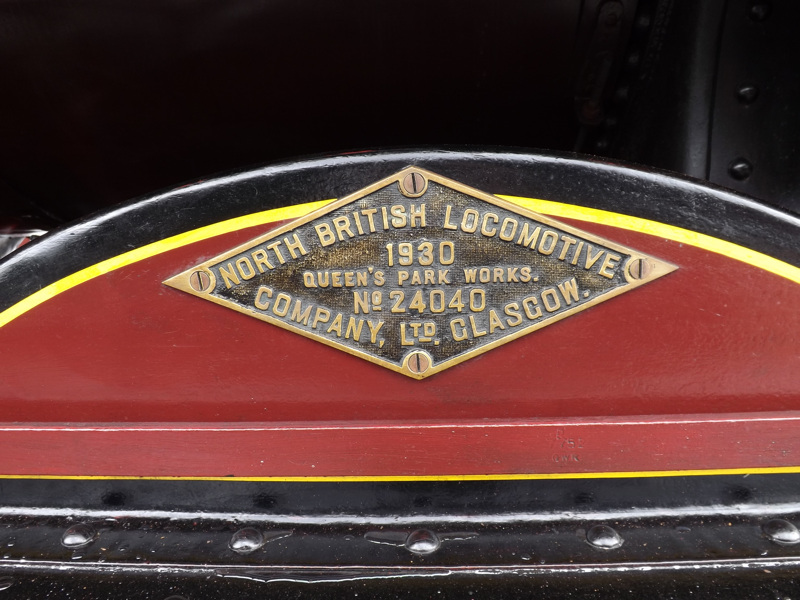 NORTH BRITISH LOCOMOTIVE
1930
QUEEN'S PARK WORKS.
No 24040
COMPANY, LTD. GLASGOW.